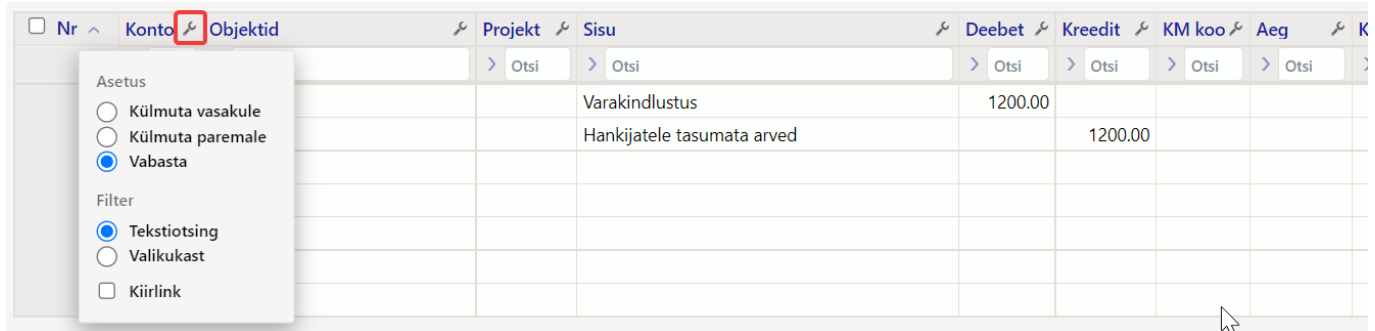 Nr Konto Objektid Projekt Sisu Deebet Kreedit KM koo Aeg K
Otsi Otsi Otsi Otsi Otsi Otsi
Asetus
Külmuta vasakule
Külmuta paremale
Vabasta
Filter
Tekstiotsing
Valikukast
Kiirlink
Varakindlustus 1200.00
Hankijatele tasumata arved 1200.00